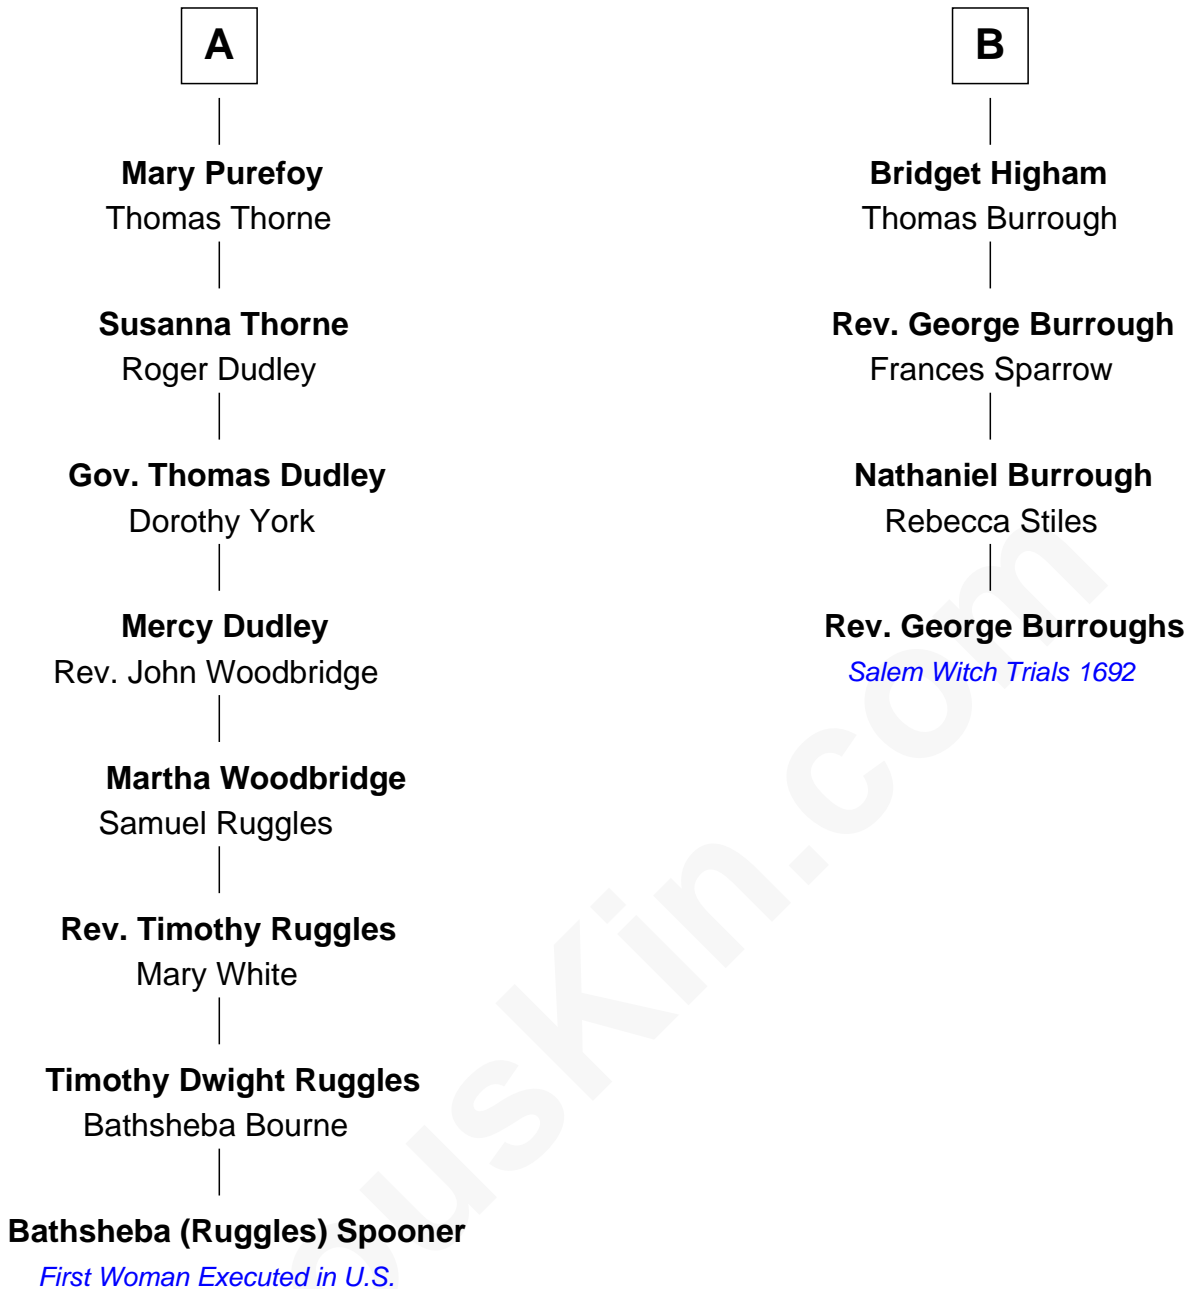 A
Mary Purefoy
Thomas Thorne
Susanna Thorne
Roger Dudley
Gov. Thomas Dudley
Dorothy York
Mercy Dudley
Rev. John Woodbridge
Martha Woodbridge
Samuel Ruggles
Rev. Timothy Ruggles
Mary White
Timothy Dwight Ruggles
Bathsheba Bourne
Bathsheba (Ruggles) Spooner
First Woman Executed in U.S.
B
Bridget Higham
Thomas Burrough
Rev. George Burrough
Frances Sparrow
Nathaniel Burrough
Rebecca Stiles
Rev. George Burroughs
Salem Witch Trials 1692
ousKin.com